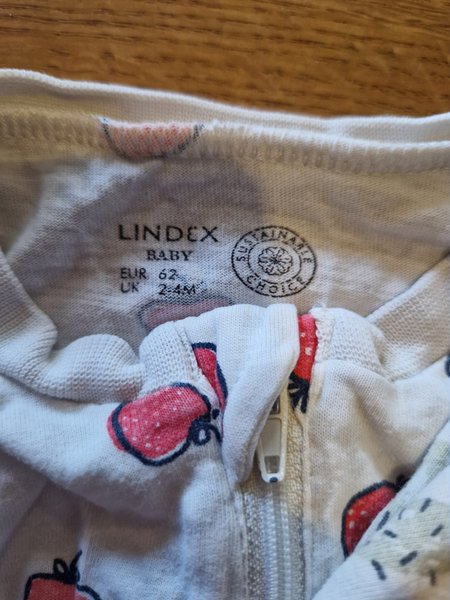 LINDEX
BABY
EUR 62
UK 2-4M
SUSTAINABLE
CHOICE